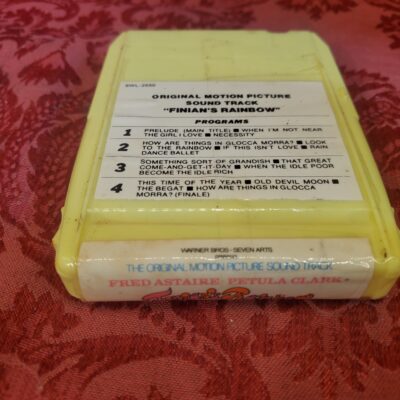 ORIGINAL MOTION PICTURE
SOUND TRACK
"FINIAN'S RAINBOW"
PROGRAMS
1 PRELUDE (MAIN TITLE) ■ WHEN I'M NOT NEAR
THE GIRL I LOVE ■ NECESSITY
2 HOW ARE THINGS IN GLOCCA MORRA? ■ LOOK
TO THE RAINBOW ■ IF THIS ISN'T LOVE ■ RAIN
DANCE BALLET
3 SOMETHING SORT OF GRANDISH ■ THAT GREAT
COME-AND-GET-IT-DAY ■ WHEN THE IDLE POOR
BECOME THE IDLE RICH
4 THIS TIME OF THE YEAR ■ OLD DEVIL MOON ■
THE BEGAT ■ HOW ARE THINGS IN GLOCCA
MORRA? (FINALE)
WARNER BROS - SEVEN ARTS
THE ORIGINAL MOTION PICTURE SOUND TRACK
FRED ASTAIRE PETULA CLARK